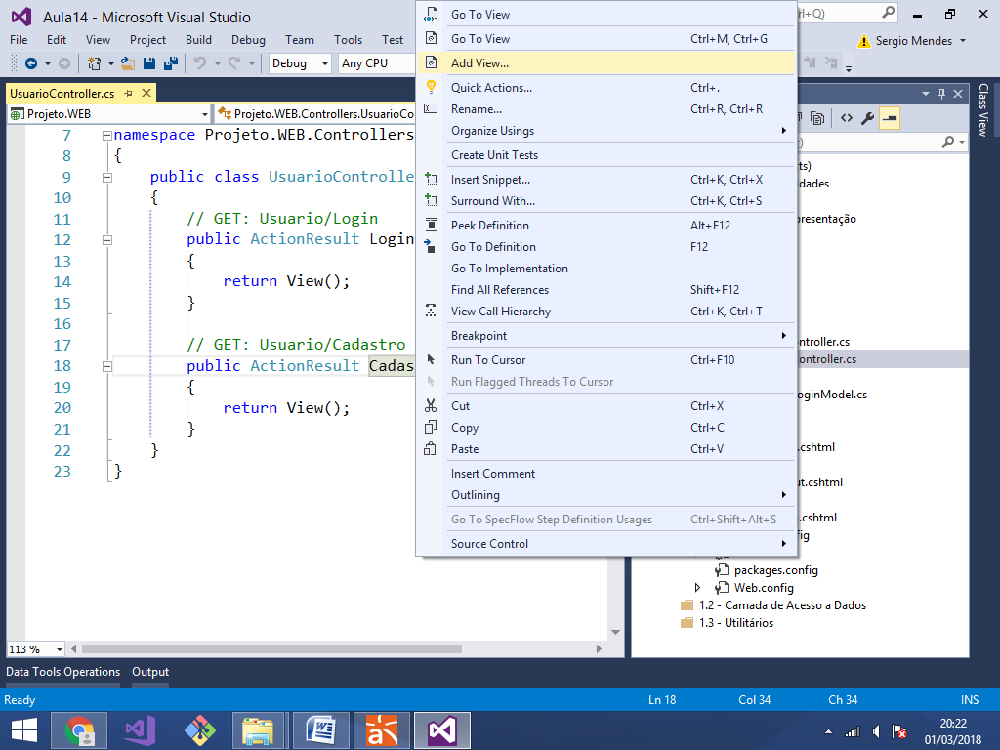 Aula14 - Microsoft Visual Studio
rl+Q)
File Edit View Project Build Debug Team Tools Test
Sergio Mendes
Debug Any CPU
UsuarioController.cs
Projeto.WEB Projeto.WEB.Controllers.UsuarioCo
7 namespace Projeto.WEB.Controllers
8 {
9 public class UsuarioControlle
10 {
11 // GET: Usuario/Login
12 public ActionResult Login
13 {
14 return View();
15 }
16
17 // GET: Usuario/Cadastro
18 public ActionResult Cadas
19 {
20 return View();
21 }
22 }
23 }
113 %
Go To View
Go To View Ctrl+M, Ctrl+G
Add View...
Quick Actions... Ctrl+.
Rename... Ctrl+R, Ctrl+R
Organize Usings
Create Unit Tests
Insert Snippet... Ctrl+K, Ctrl+X
Surround With... Ctrl+K, Ctrl+S
Peek Definition Alt+F12
Go To Definition F12
Go To Implementation
Find All References Shift+F12
View Call Hierarchy Ctrl+K, Ctrl+T
Breakpoint
Run To Cursor Ctrl+F10
Run Flagged Threads To Cursor
Cut Ctrl+X
Copy Ctrl+C
Paste Ctrl+V
Insert Comment
Outlining
Go To SpecFlow Step Definition Usages Ctrl+Shift+Alt+S
Source Control
Class View
ts)
dades
presentação
ntroller.cs
ontroller.cs
oginModel.cs
.cshtml
ut.cshtml
s.cshtml
fig
packages.config
Web.config
1.2 - Camada de Acesso a Dados
1.3 - Utilitários
Data Tools Operations Output
Ready Ln 18 Col 34 Ch 34 INS
20:22
01/03/2018